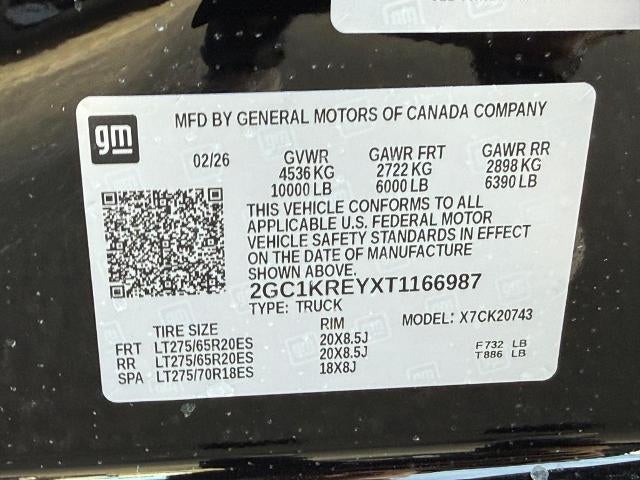 gm
MFD BY GENERAL MOTORS OF CANADA COMPANY
gm
02/26 GVWR GAWR FRT GAWR RR
4536 KG 2722 KG 2898 KG
10000 LB 6000 LB 6390 LB
THIS VEHICLE CONFORMS TO ALL
APPLICABLE U.S. FEDERAL MOTOR
VEHICLE SAFETY STANDARDS IN EFFECT
ON THE DATE OF MANUFACTURE
SHOWN ABOVE.
2GC1KREYXT1166987
TYPE: TRUCK MODEL: X7CK20743
TIRE SIZE RIM
FRT LT275/65R20ES 20X8.5J F732 LB
RR LT275/65R20ES 20X8.5J T886 LB
SPA LT275/70R18ES 18X8J